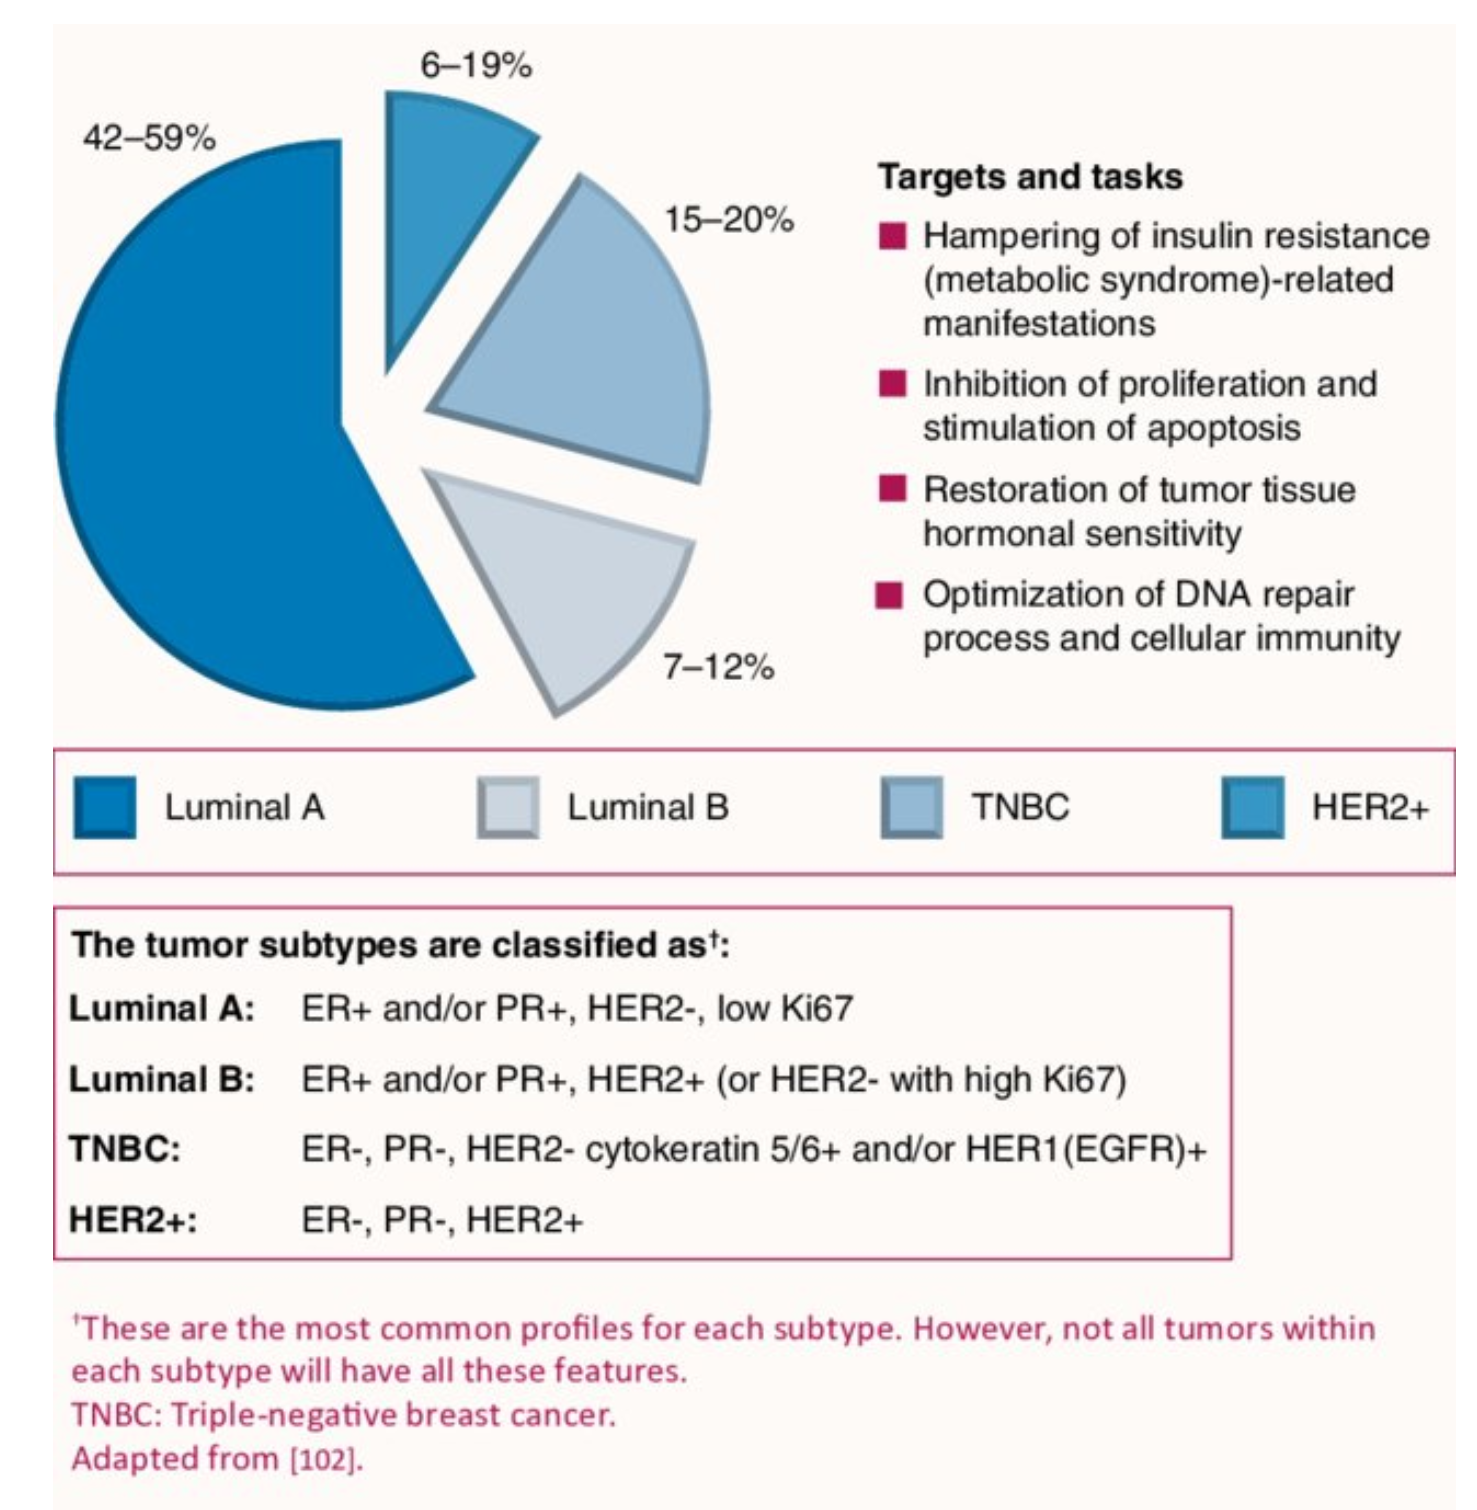 6–19%
42–59%
15–20%
7–12%
Targets and tasks
Hampering of insulin resistance
(metabolic syndrome)-related
manifestations
Inhibition of proliferation and
stimulation of apoptosis
Restoration of tumor tissue
hormonal sensitivity
Optimization of DNA repair
process and cellular immunity
Luminal A Luminal B TNBC HER2+
The tumor subtypes are classified as†:
Luminal A: ER+ and/or PR+, HER2-, low Ki67
Luminal B: ER+ and/or PR+, HER2+ (or HER2- with high Ki67)
TNBC: ER-, PR-, HER2- cytokeratin 5/6+ and/or HER1(EGFR)+
HER2+: ER-, PR-, HER2+
†These are the most common profiles for each subtype. However, not all tumors within
each subtype will have all these features.
TNBC: Triple-negative breast cancer.
Adapted from [102].